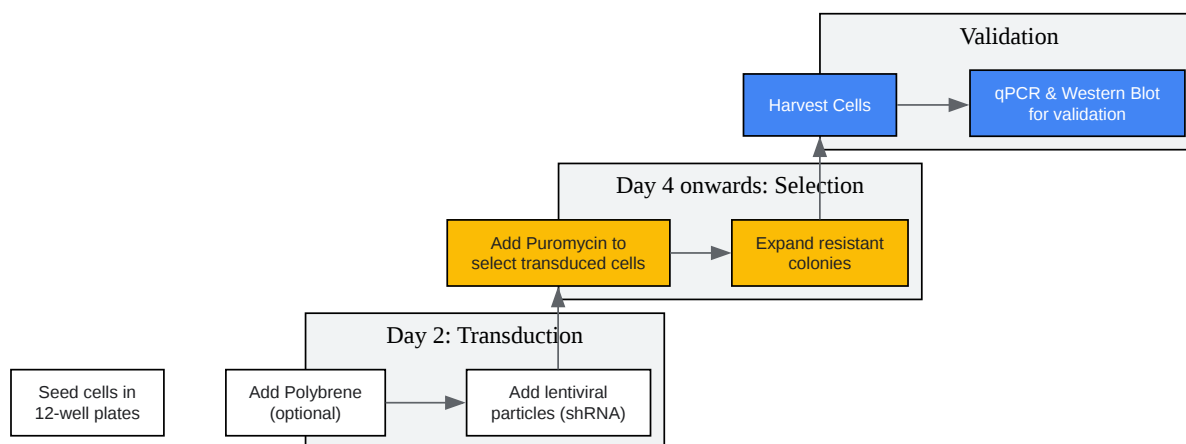 Validation
Harvest Cells
qPCR & Western Blot
for validation
Day 4 onwards: Selection
Add Puromycin to
select transduced cells
Expand resistant
colonies
Day 2: Transduction
Seed cells in
12-well plates
Add Polybrene
(optional)
Add lentiviral
particles (shRNA)